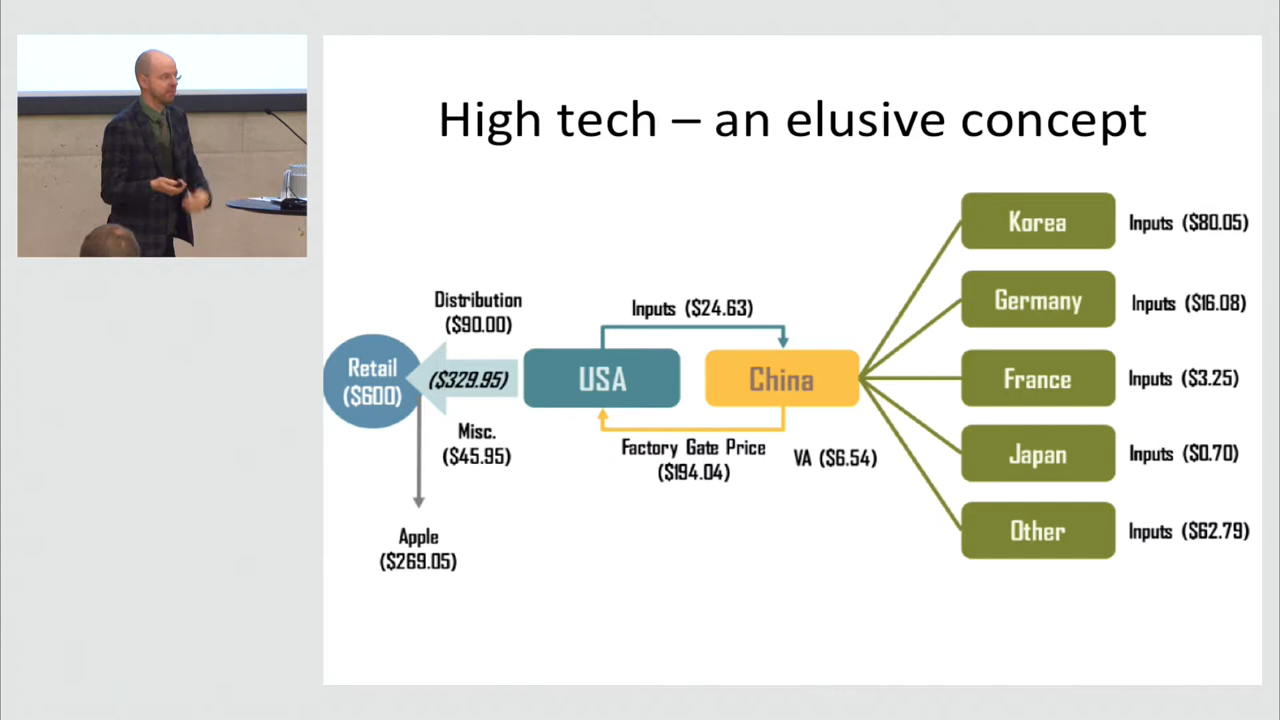 High tech – an elusive concept
Korea
Inputs ($80.05)
Germany
Inputs ($16.08)
Distribution
($90.00)
Inputs ($24.63)
Retail
($600)
($329.95)
USA
China
France
Inputs ($3.25)
Misc.
($45.95)
Factory Gate Price
($194.04)
VA ($6.54)
Japan
Inputs ($0.70)
Apple
($269.05)
Other
Inputs ($62.79)